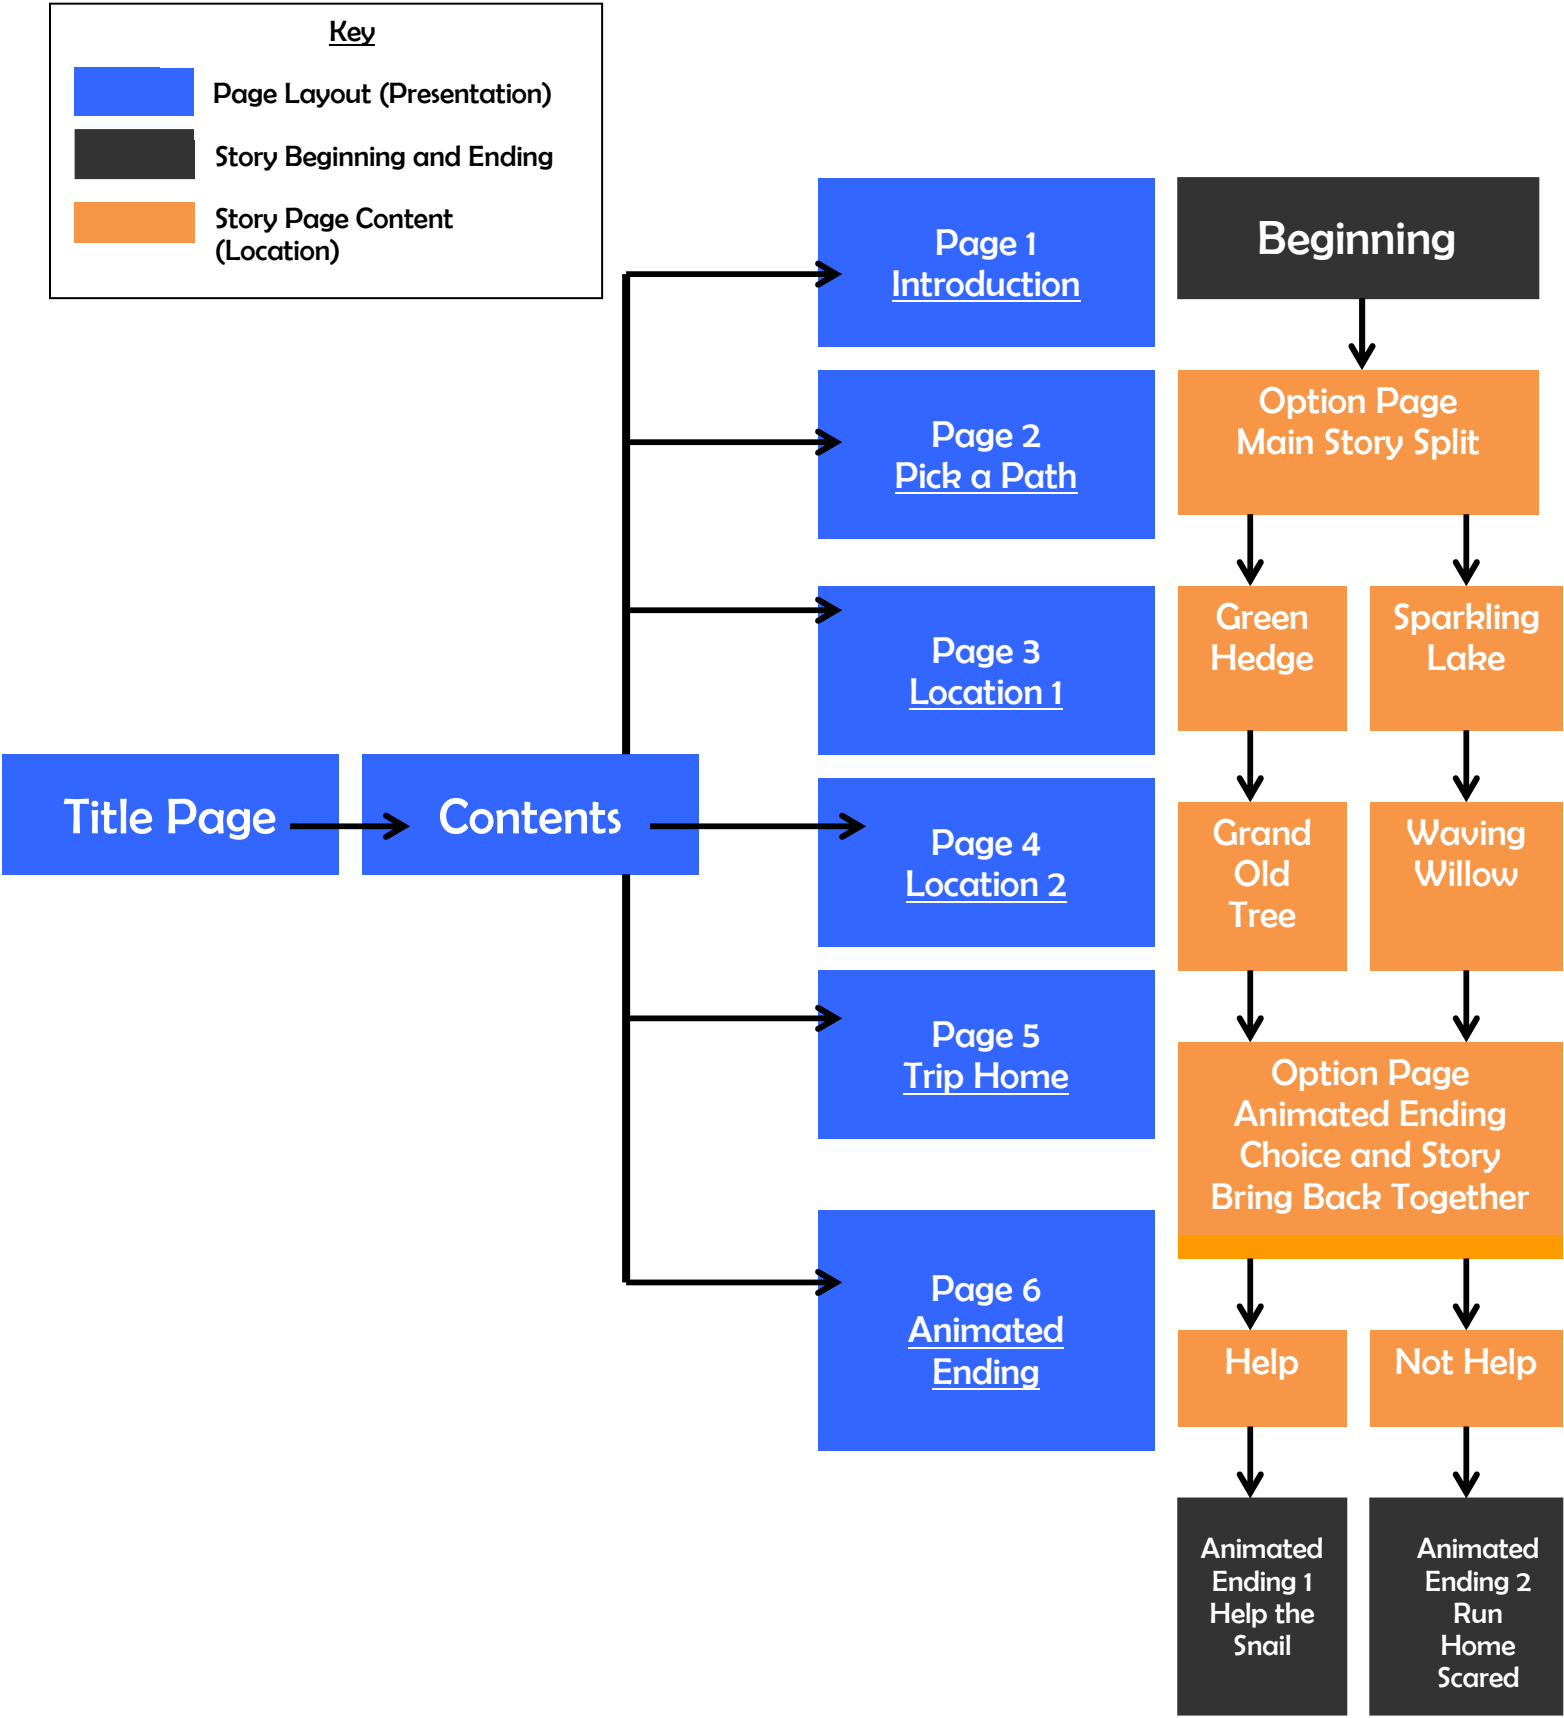 Key
Page Layout (Presentation)
Story Beginning and Ending
Story Page Content
(Location)
Title Page
Contents
Page 1
Introduction
Page 2
Pick a Path
Page 3
Location 1
Page 4
Location 2
Page 5
Trip Home
Page 6
Animated
Ending
Beginning
Option Page
Main Story Split
Green
Hedge
Sparkling
Lake
Grand
Old
Tree
Waving
Willow
Option Page
Animated Ending
Choice and Story
Bring Back Together
Help
Not Help
Animated
Ending 1
Help the
Snail
Animated
Ending 2
Run
Home
Scared